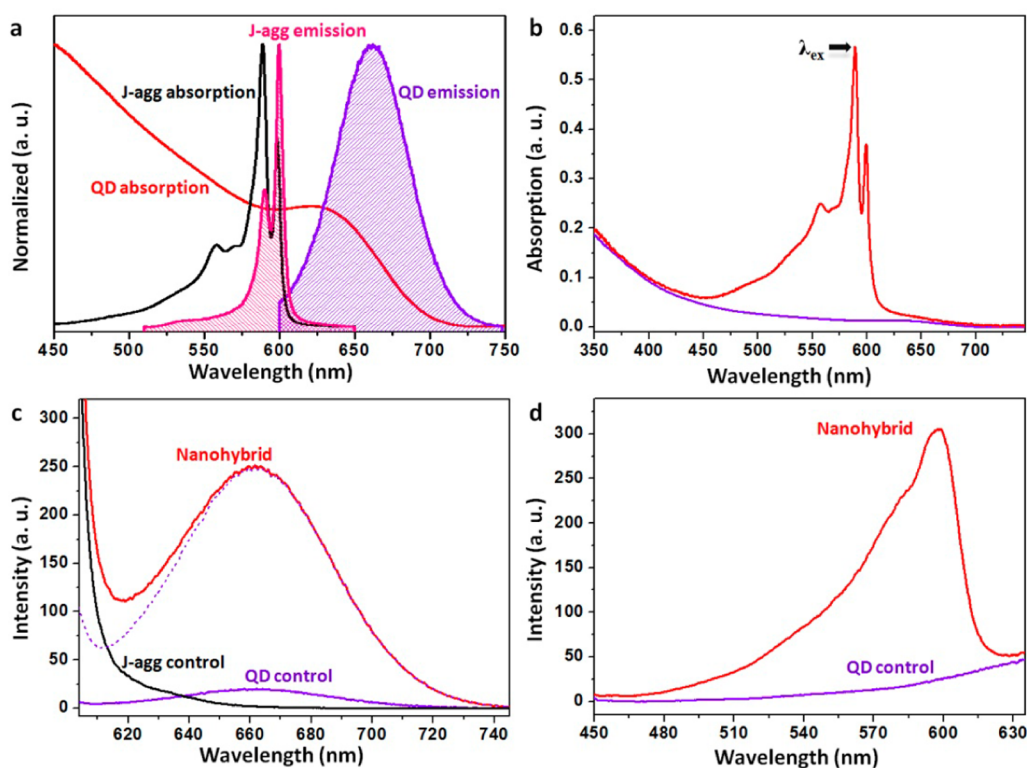 a
J-agg emission
J-agg absorption
QD emission
QD absorption
Normalized (a. u.)
450 500 550 600 650 700 750
Wavelength (nm)
b
λex
0.6
0.5
0.4
0.3
0.2
0.1
0.0
Absorption (a. u.)
350 400 450 500 550 600 650 700
Wavelength (nm)
c
300
250
200
150
100
50
0
Intensity (a. u.)
Nanohybrid
J-agg control
QD control
620 640 660 680 700 720 740
Wavelength (nm)
d
300
250
200
150
100
50
0
Intensity (a. u.)
Nanohybrid
QD control
450 480 510 540 570 600 630
Wavelength (nm)